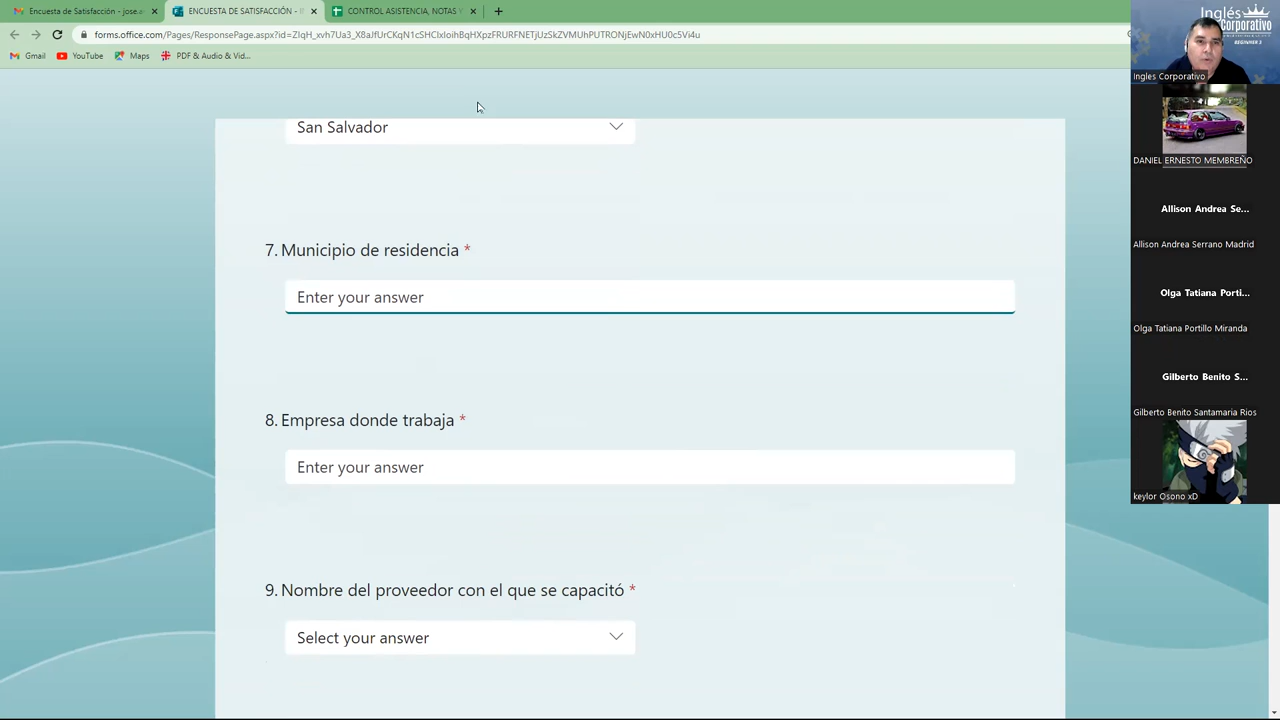 Encuesta de Satisfacción - Jose.a
ENCUESTA DE SATISFACCIÓN - R
CONTROL ASISTENCIA, NOTAS Y
forms.office.com/Pages/ResponsePage.aspx?id=ZIqH_xvh7Ua3_X8aJfUrCKqN1cSHCIxIoihBqHXpzFRURFNETjUzSkZVMUhPUTRONjEwN0xHU0c5Vi4u
Gmail
YouTube
Maps
PDF & Audio & Vid...
San Salvador
7. Municipio de residencia *
Enter your answer
8. Empresa donde trabaja *
Enter your answer
9. Nombre del proveedor con el que se capacitó *
Select your answer
Inglés
Corporativo
BEGINNER 2
Ingles Corporativo
DANIEL ERNESTO MEMBREÑO
Allison Andrea Se...
Allison Andrea Serrano Madrid
Olga Tatiana Porti...
Olga Tatiana Portillo Miranda
Gilberto Benito S...
Gilberto Benito Santamaria Rios
keylor Osono xD